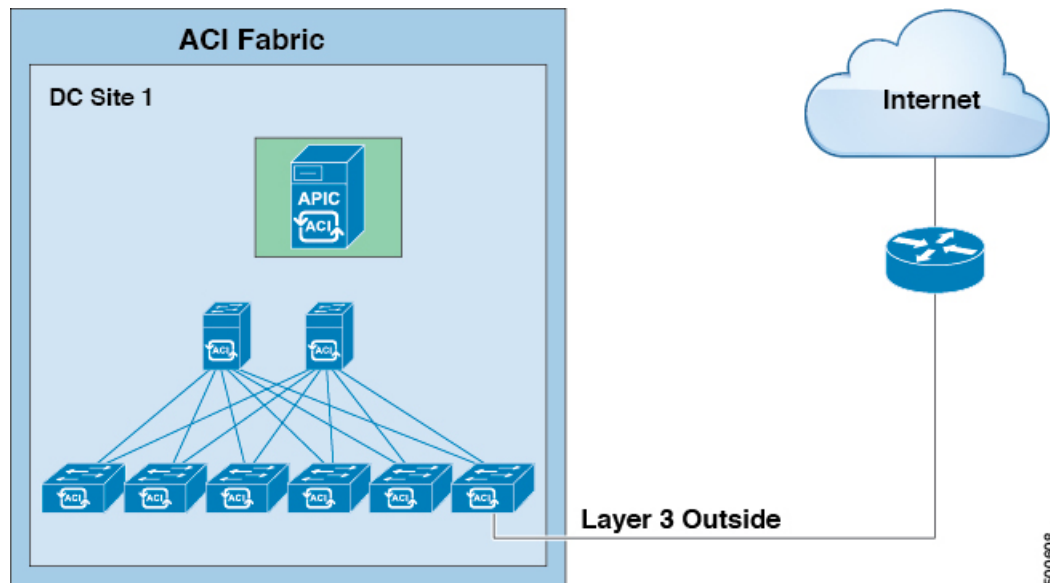 ACI Fabric
DC Site 1
Internet
APIC
ACI
ACI
ACI
ACI
ACI
ACI
ACI
ACI
ACI
Layer 3 Outside